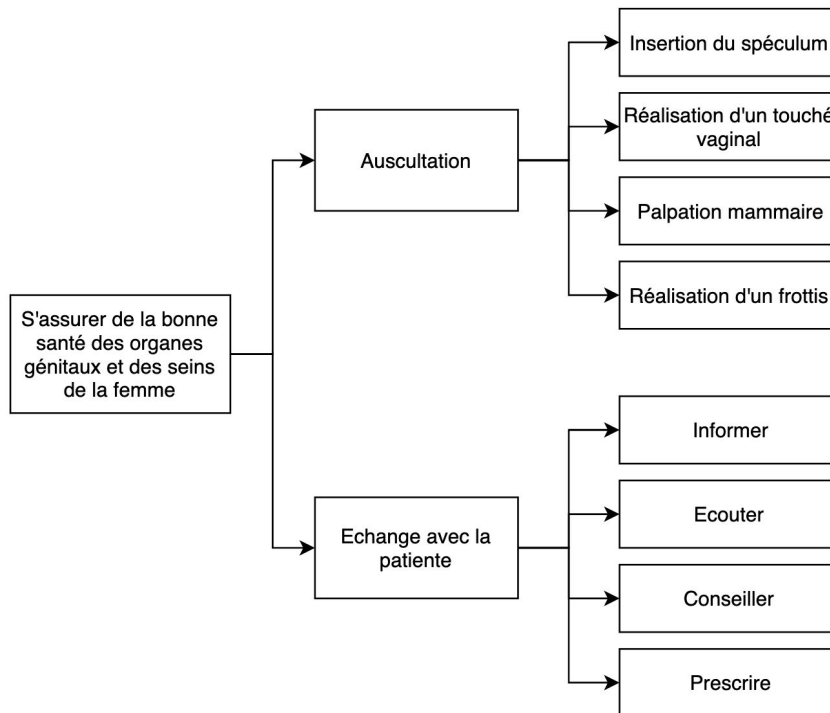 S'assurer de la bonne
santé des organes
génitaux et des seins
de la femme
Auscultation
Insertion du spéculum
Réalisation d'un touché
vaginal
Palpation mammaire
Réalisation d'un frottis
Echange avec la
patiente
Informer
Ecouter
Conseiller
Prescrire